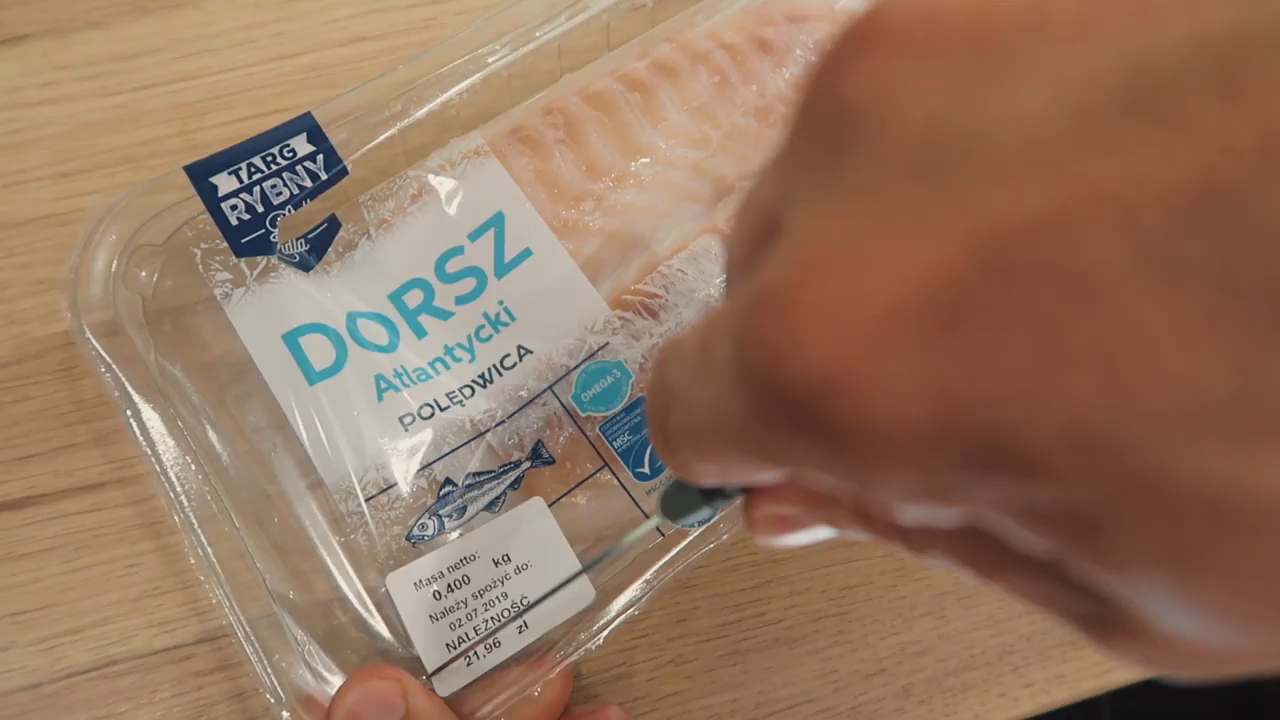 TARG
RYBNY
DORSZ
Atlantycki
POLĘDWICA
OMEGA-3
MSC
Masa netto:
0,400 kg
Należy spożyć do:
02.07.2019
NALEŻNOŚĆ
21,96 zł